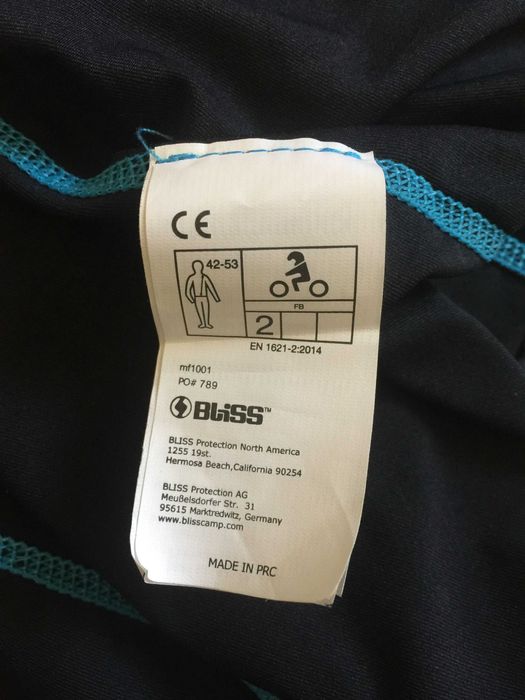 CE
42-53
FB
2
EN 1621-2:2014
mf1001
PO# 789
BLiSS™
BLISS Protection North America
1255 19st.
Hermosa Beach,California 90254
BLISS Protection AG
Meußelsdorfer Str. 31
95615 Marktredwitz, Germany
www.blisscamp.com
MADE IN PRC